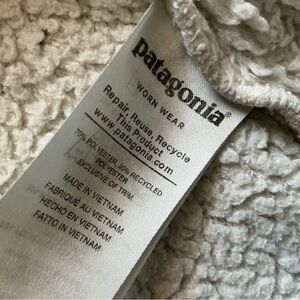 patagonia®
WORN WEAR
Repair, Reuse, Recycle
This Product
www.patagonia.com
70% POLYESTER, 30% RECYCLED
POLYESTER
EXCLUSIVE OF TRIM
MADE IN VIETNAM
FABRIQUÉ AU VIETNAM
HECHO EN VIETNAM
FATTO IN VIETNAM